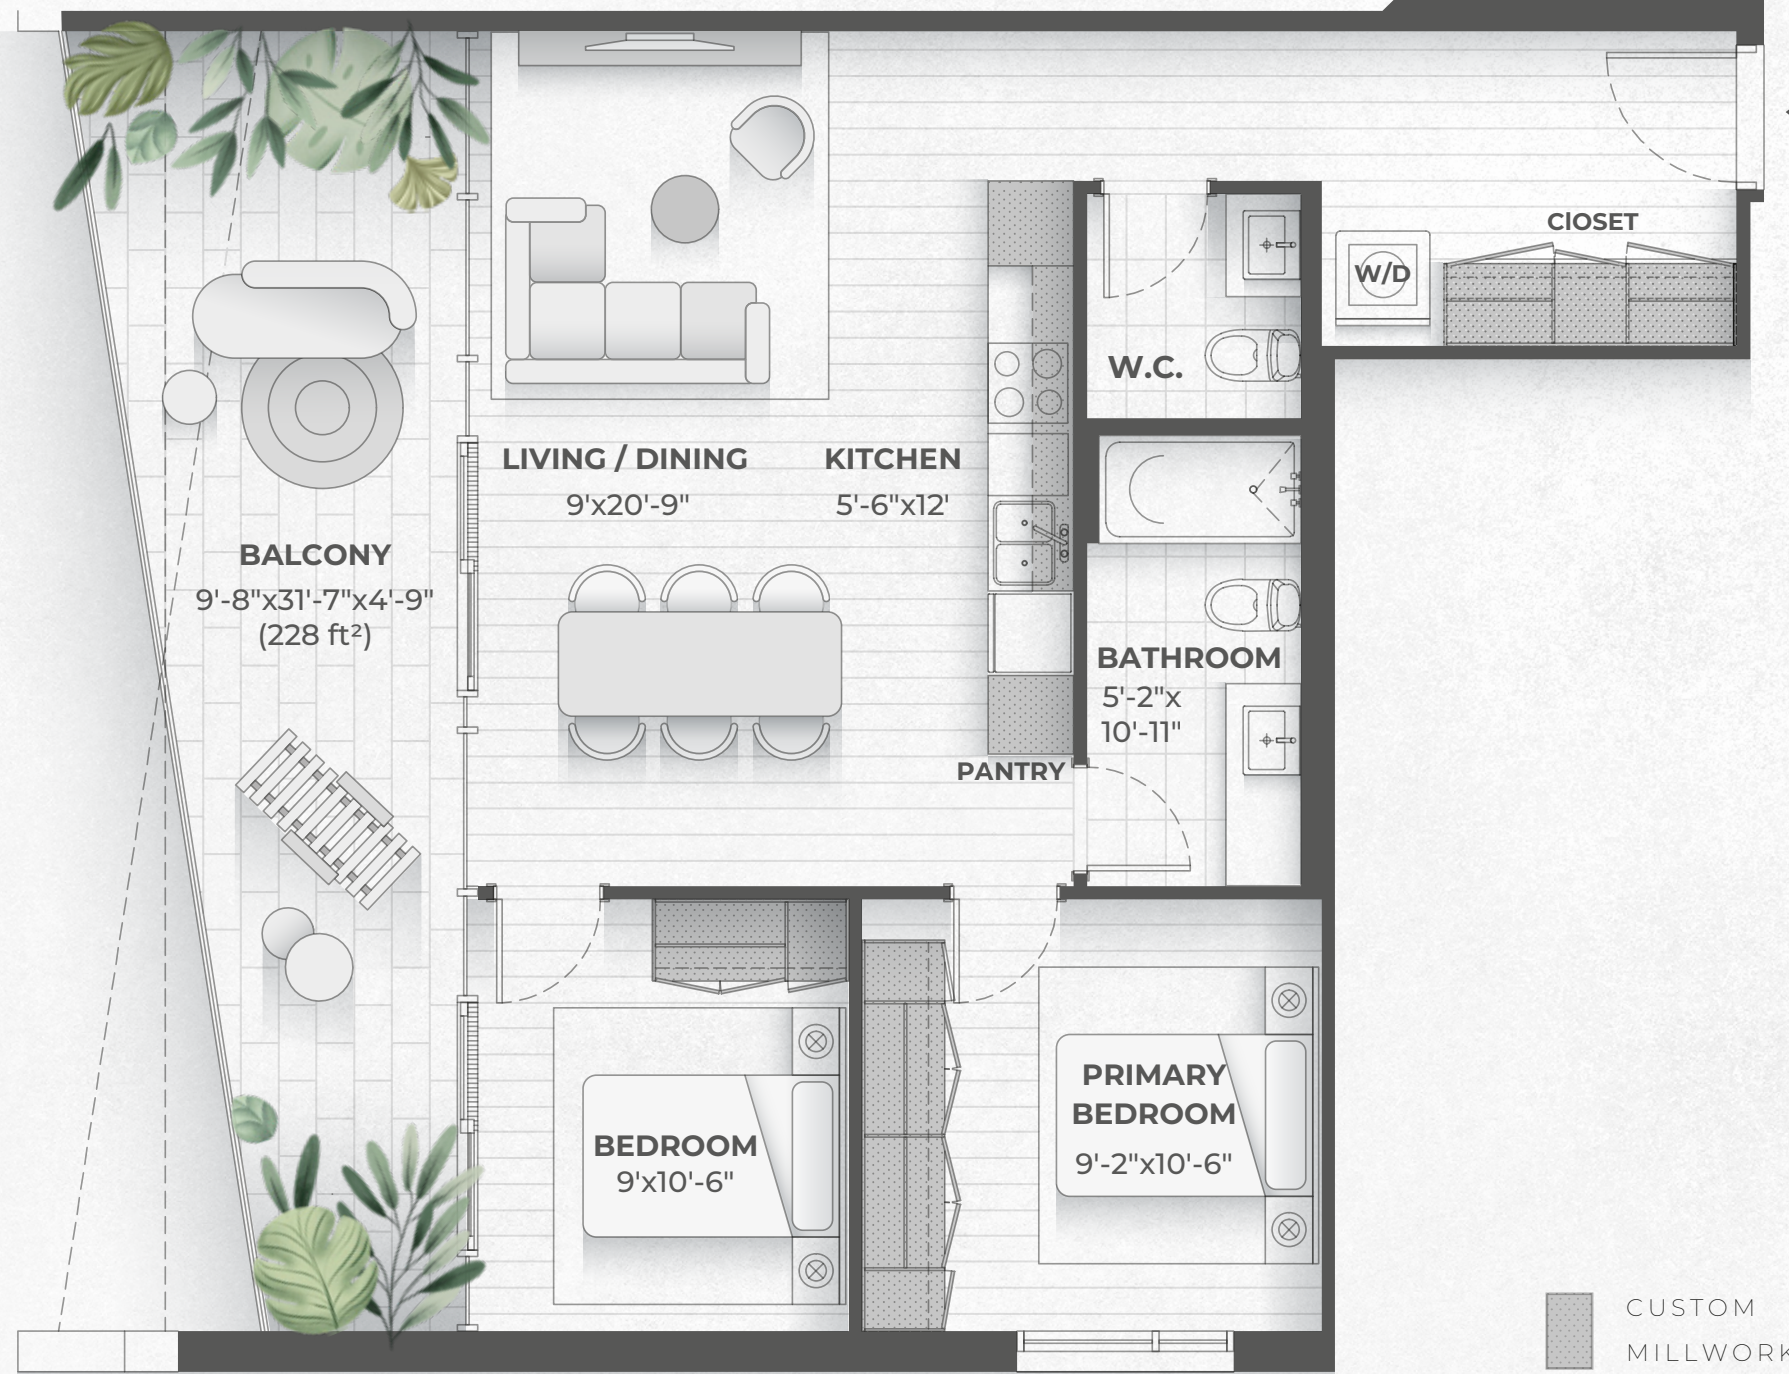 ClOSET
W/D
W.C.
LIVING / DINING
9'x20'-9"
KITCHEN
5'-6"x12'
BALCONY
9'-8"x31'-7"x4'-9"
(228 ft²)
BATHROOM
5'-2"x
10'-11"
PANTRY
PRIMARY
BEDROOM
9'-2"x10'-6"
BEDROOM
9'x10'-6"
CUSTOM
MILLWORK